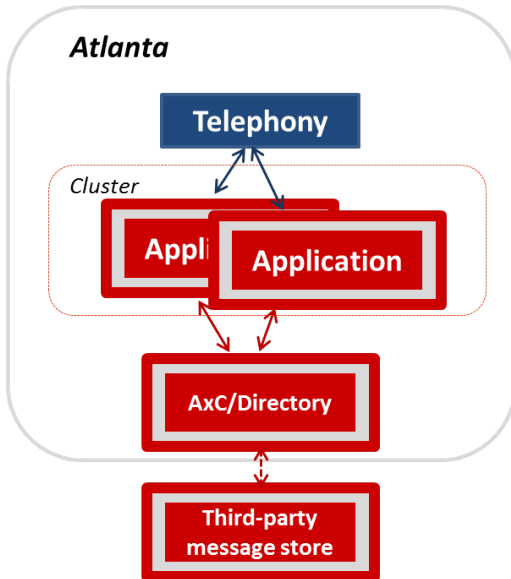 Atlanta
Telephony
Cluster
Appli
Application
AxC/Directory
Third-party
message store